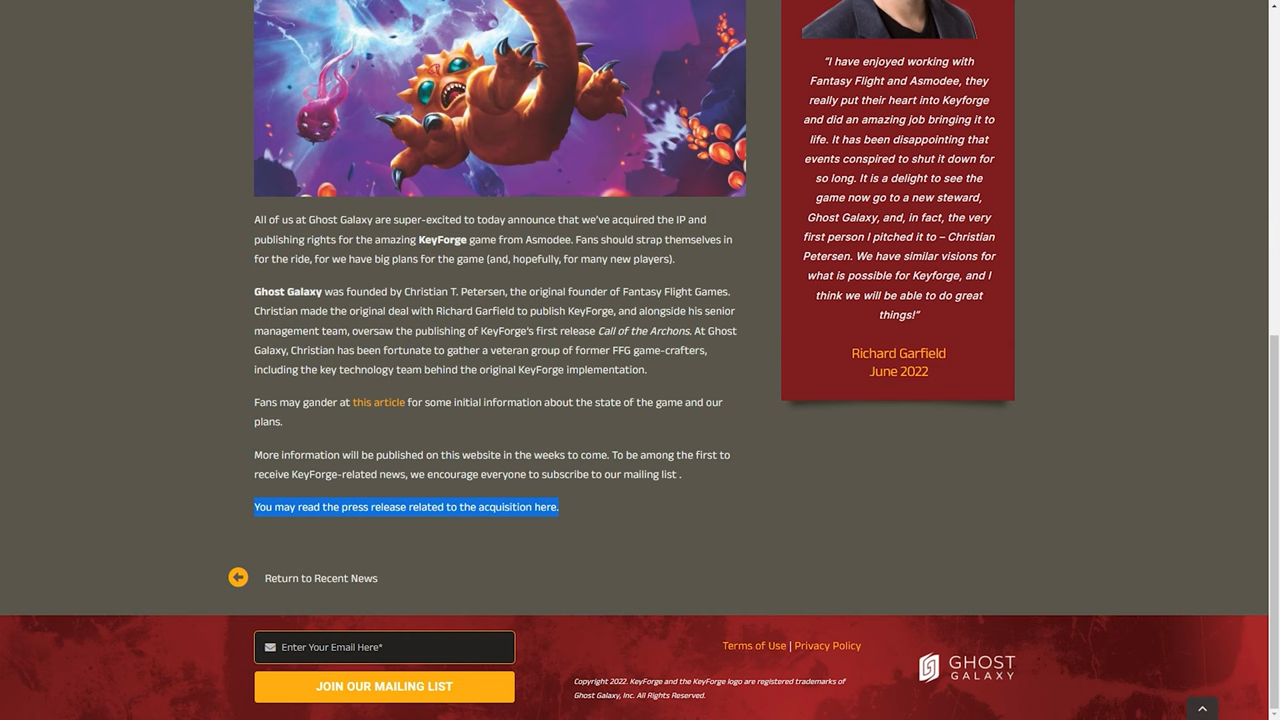 All of us at Ghost Galaxy are super-excited to today announce that we've acquired the IP and
publishing rights for the amazing KeyForge game from Asmodee. Fans should strap themselves in
for the ride, for we have big plans for the game (and, hopefully, for many new players).
Ghost Galaxy was founded by Christian T. Petersen, the original founder of Fantasy Flight Games.
Christian made the original deal with Richard Garfield to publish KeyForge, and alongside his senior
management team, oversaw the publishing of KeyForge's first release Call of the Archons. At Ghost
Galaxy, Christian has been fortunate to gather a veteran group of former FFG game-crafters,
including the key technology team behind the original KeyForge implementation.
Fans may gander at this article for some initial information about the state of the game and our
plans.
More information will be published on this website in the weeks to come. To be among the first to
receive KeyForge-related news, we encourage everyone to subscribe to our mailing list .
You may read the press release related to the acquisition here.
Return to Recent News
"I have enjoyed working with
Fantasy Flight and Asmodee, they
really put their heart into Keyforge
and did an amazing job bringing it to
life. It has been disappointing that
events conspired to shut it down for
so long. It is a delight to see the
game now go to a new steward,
Ghost Galaxy, and, in fact, the very
first person I pitched it to – Christian
Petersen. We have similar visions for
what is possible for Keyforge, and I
think we will be able to do great
things!"
Richard Garfield
June 2022
Enter Your Email Here*
JOIN OUR MAILING LIST
Terms of Use | Privacy Policy
Copyright 2022. KeyForge and the KeyForge logo are registered trademarks of
Ghost Galaxy, Inc. All Rights Reserved.
GHOST
GALAXY